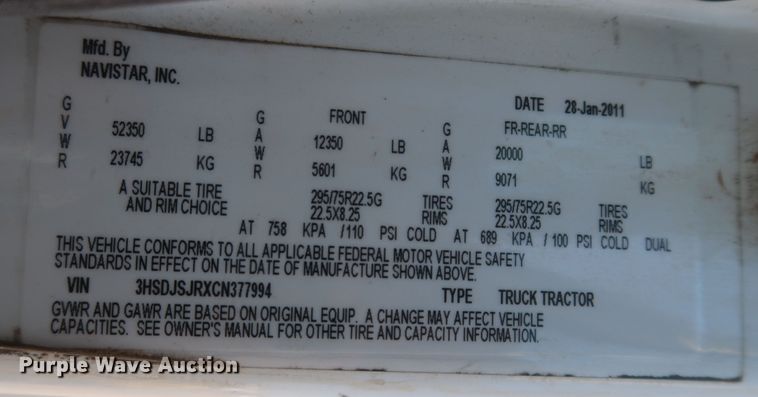 Mfd. By
NAVISTAR, INC.
DATE 28-Jan-2011
GVWR 52350 LB 23745 KG
GAWR FRONT 12350 LB 5601 KG
GAWR FR-REAR-RR 20000 LB 9071 KG
A SUITABLE TIRE 295/75R22.5G TIRES 295/75R22.5G TIRES
AND RIM CHOICE 22.5X8.25 RIMS 22.5X8.25 RIMS
AT 758 KPA /110 PSI COLD AT 689 KPA / 100 PSI COLD DUAL
THIS VEHICLE CONFORMS TO ALL APPLICABLE FEDERAL MOTOR VEHICLE SAFETY
STANDARDS IN EFFECT ON THE DATE OF MANUFACTURE SHOWN ABOVE.
VIN 3HSDJSJRXCN377994 TYPE TRUCK TRACTOR
GVWR AND GAWR ARE BASED ON ORIGINAL EQUIP. A CHANGE MAY AFFECT VEHICLE
CAPACITIES. SEE OWNER'S MANUAL FOR OTHER TIRE AND CAPACITY INFORMATION.
Purple Wave Auction